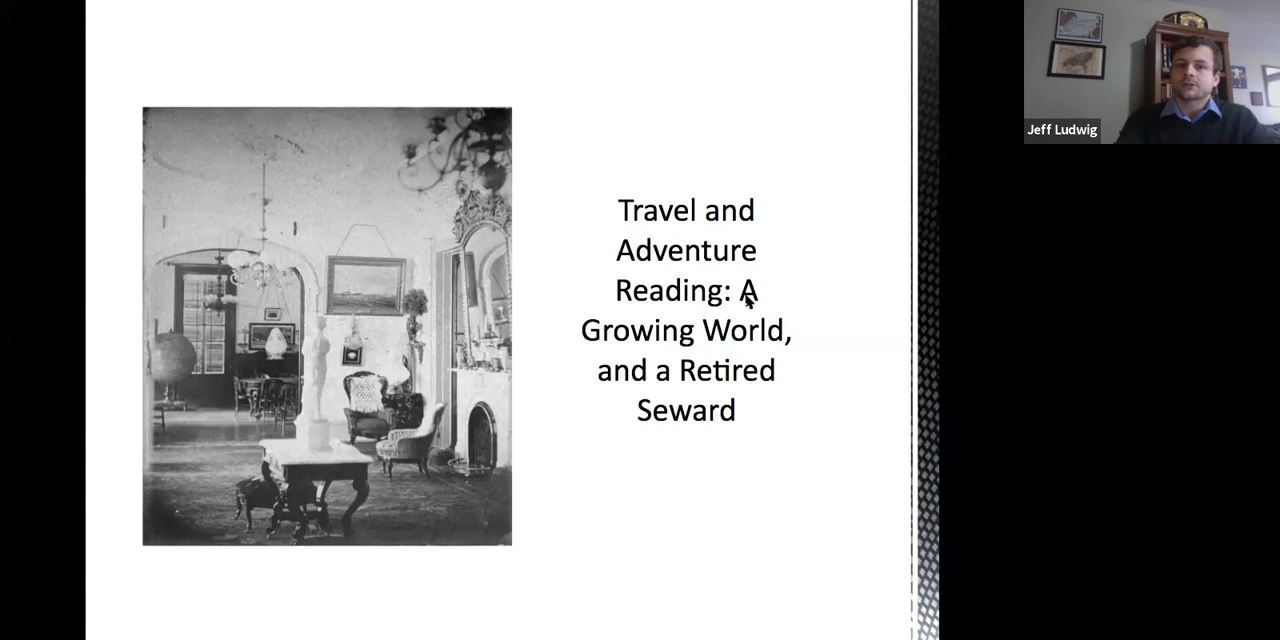 Travel and
Adventure
Reading: A
Growing World,
and a Retired
Seward
Jeff Ludwig